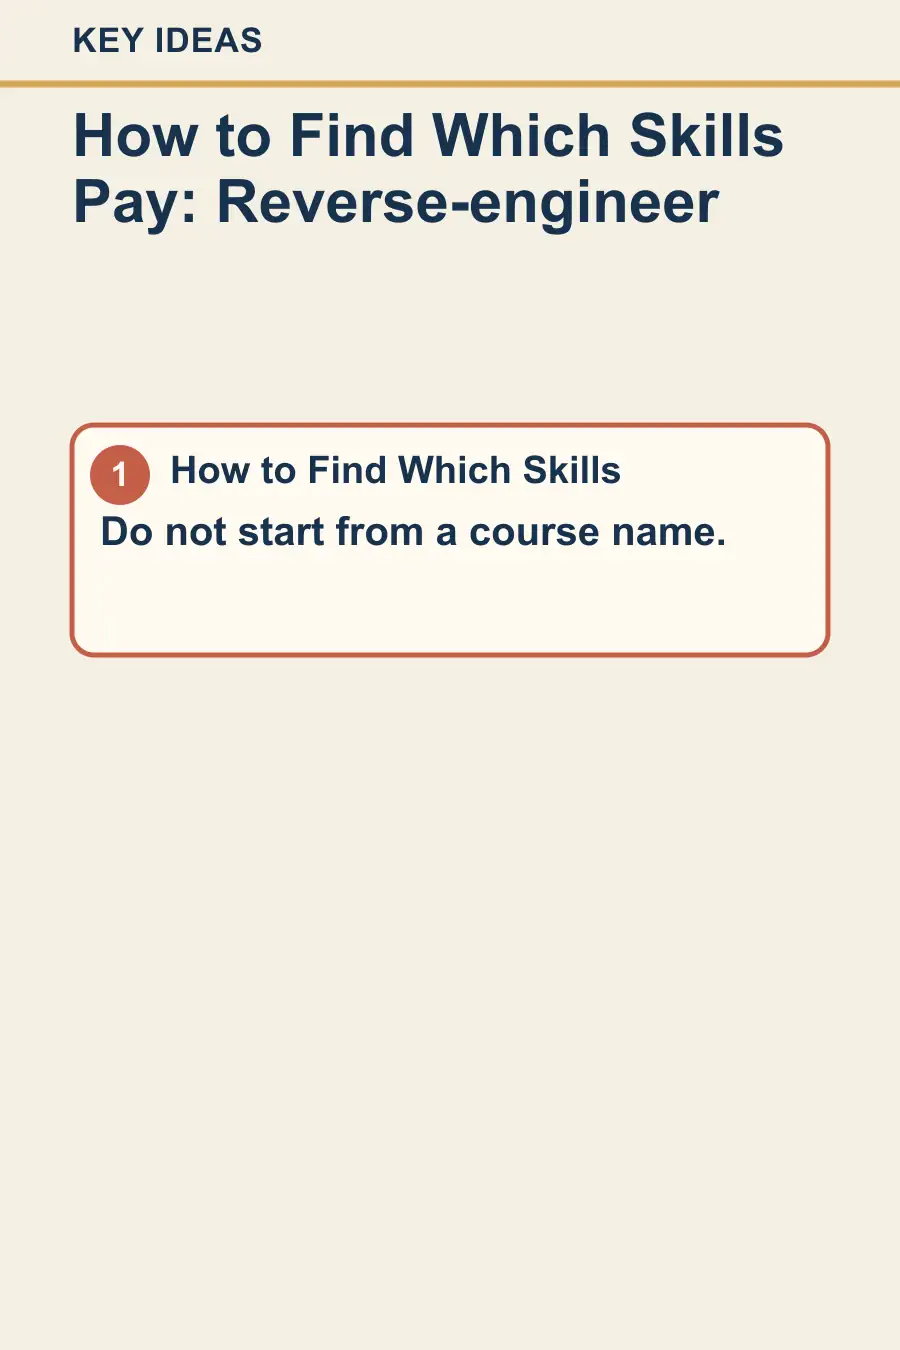 KEY IDEAS
How to Find Which Skills
Pay: Reverse-engineer
1 How to Find Which Skills
Do not start from a course name.